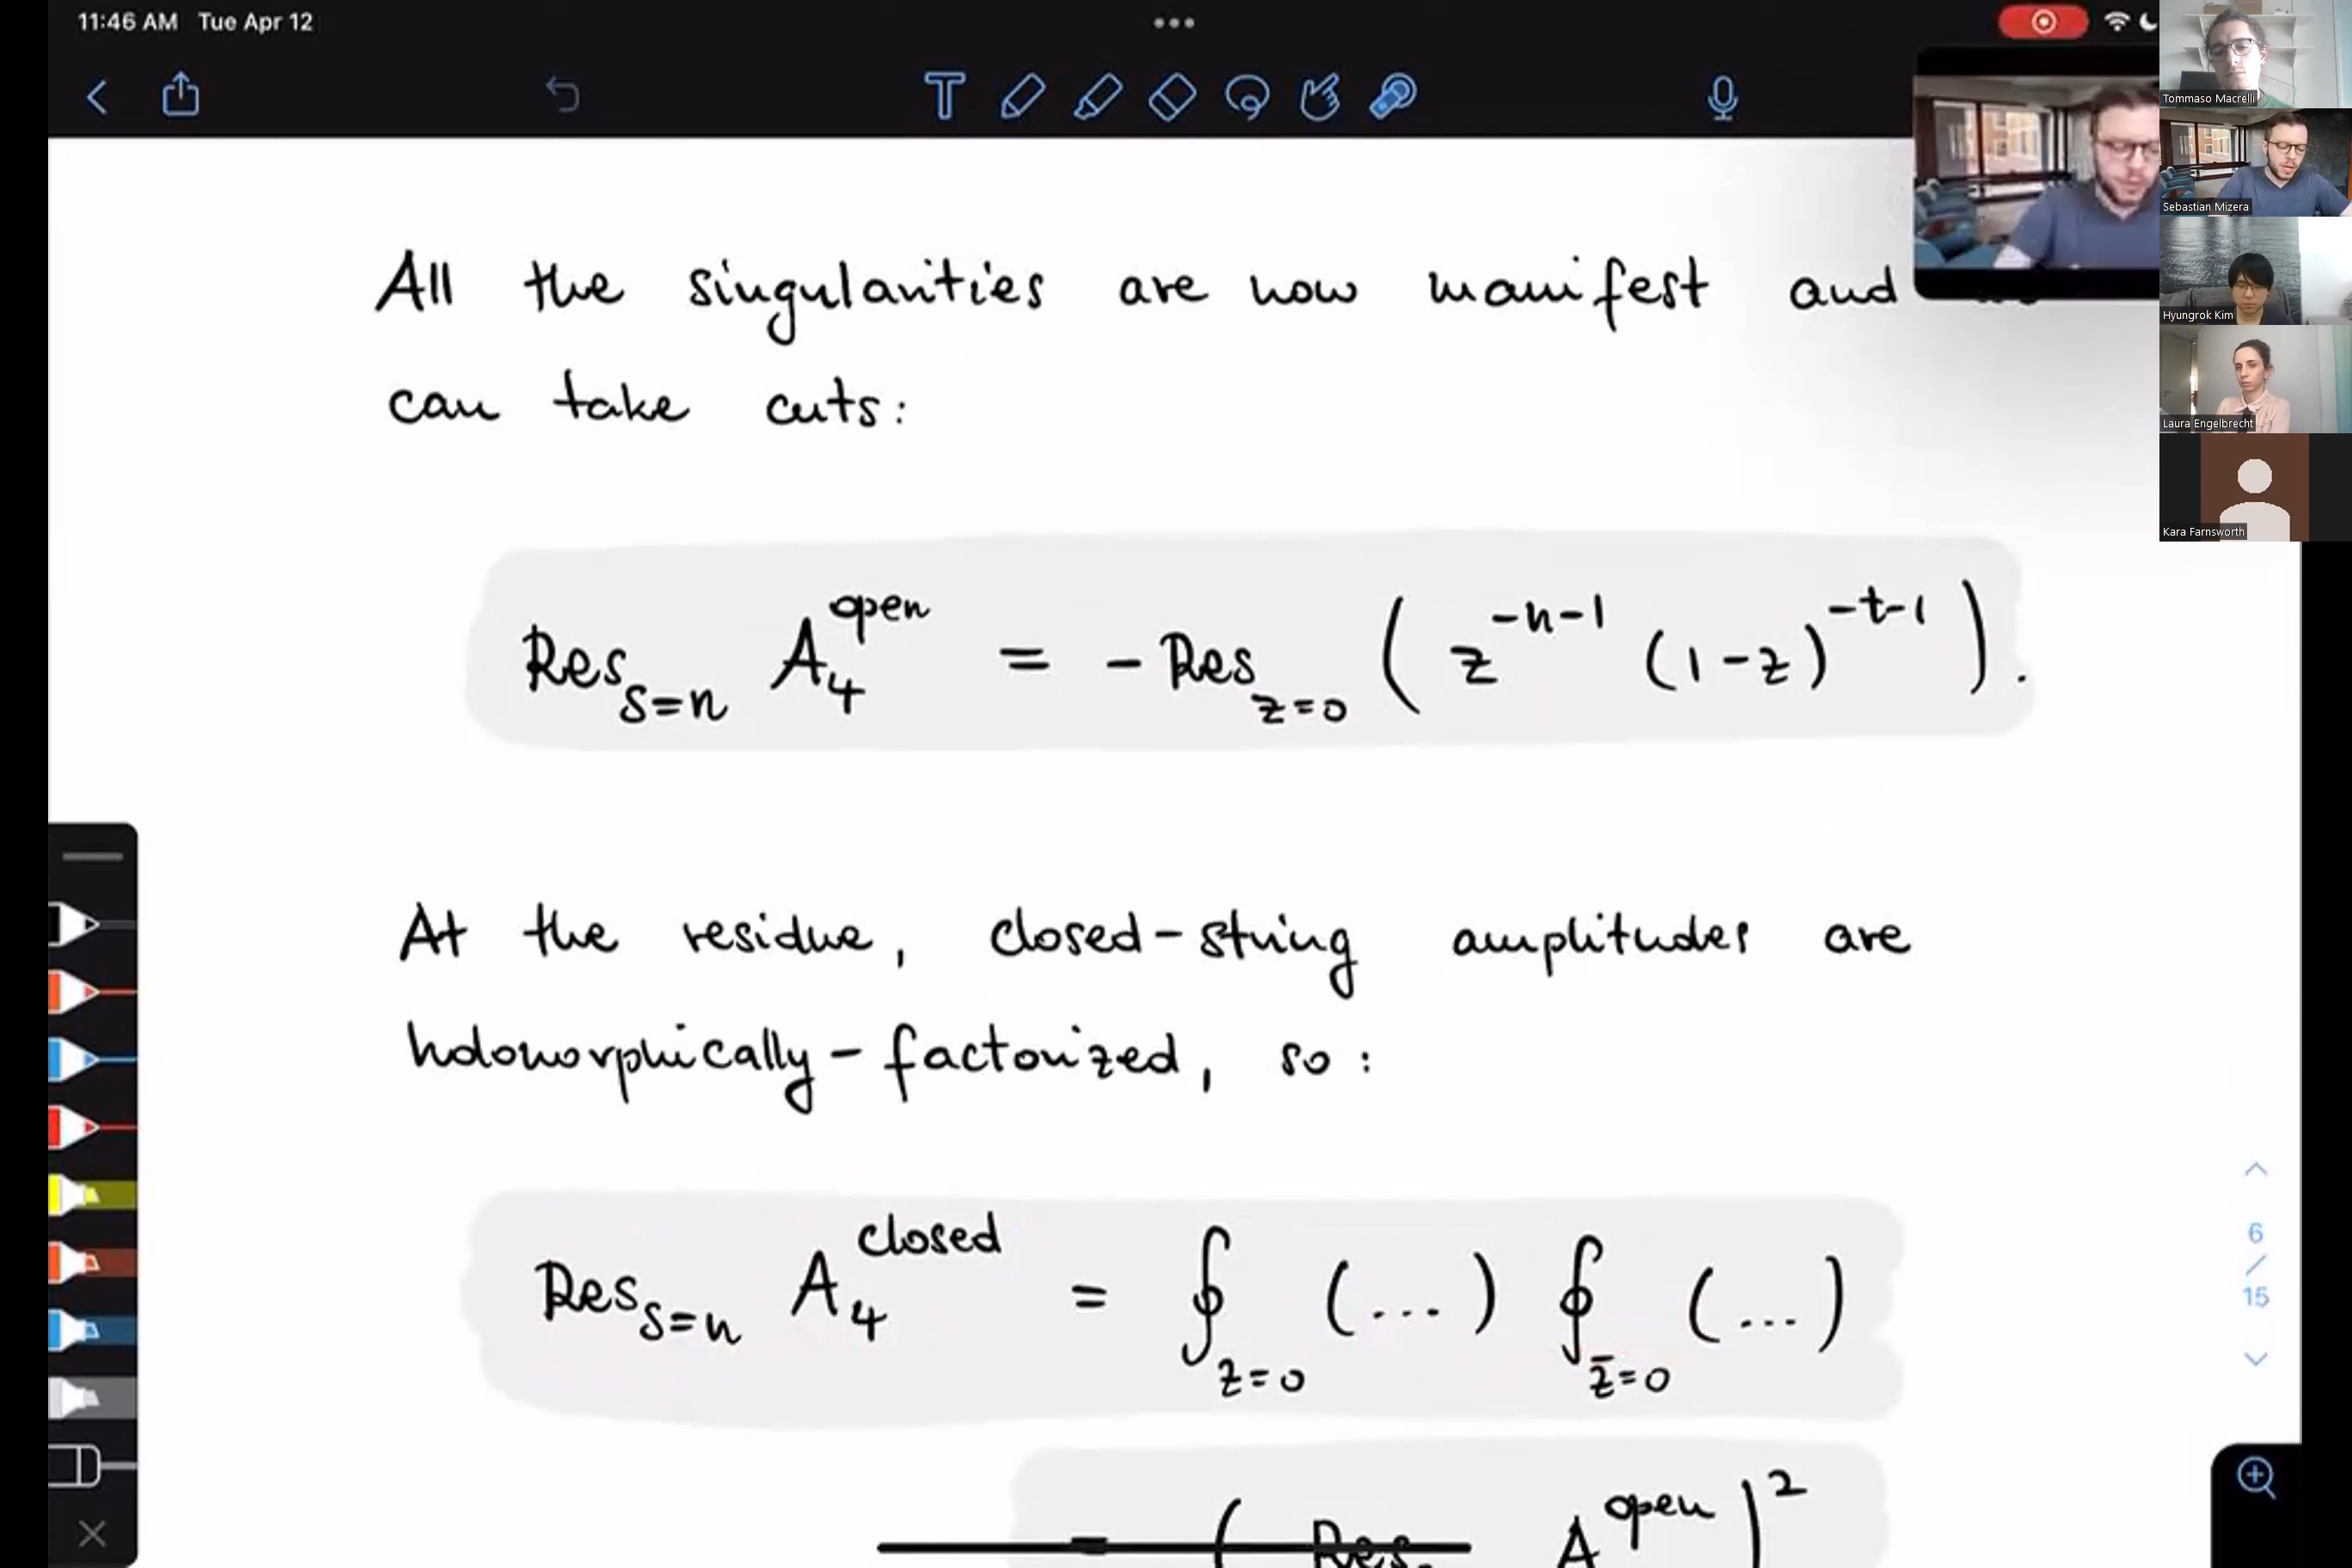 11:46 AM Tue Apr 12
Tommaso Macrelli
Sebastian Mizera
Hyungrok Kim
Laura Engelbrecht
Kara Farnsworth
All the singularities are now manifest and
can take cuts:
Res_{s=n} A_4^{open} = - Res_{z=0} ( z^{-n-1} (1-z)^{-t-1} ).
At the residue, closed-string amplitudes are
holomorphically-factorized, so:
Res_{s=n} A_4^{closed} = ∮_{z=0} (...) ∮_{z̄=0} (...)
= ( Res A^{open} )^2
6
/
15